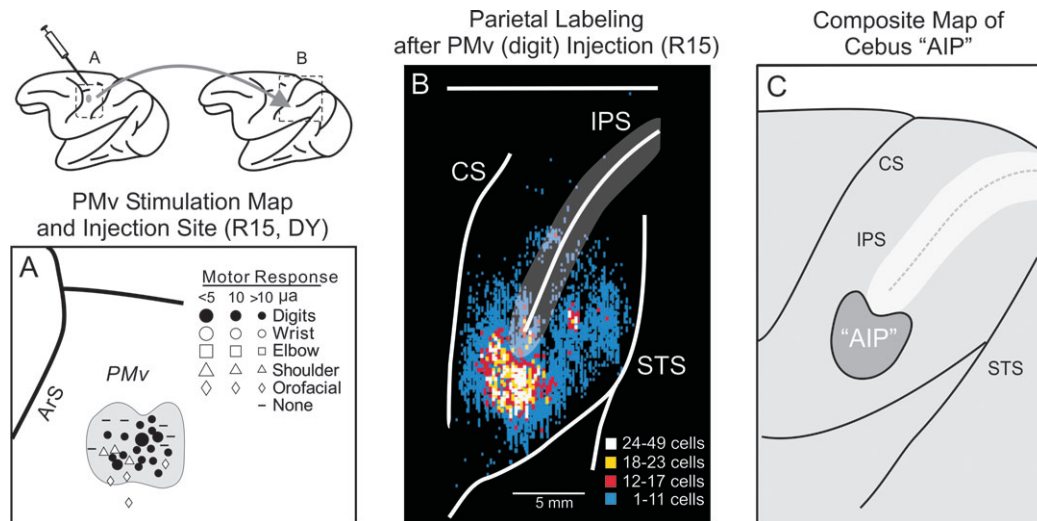 A
B
PMv Stimulation Map
and Injection Site (R15, DY)
A
ArS
PMv
Motor Response
<5 10 >10 µa
Digits
Wrist
Elbow
Shoulder
Orofacial
None
Parietal Labeling
after PMv (digit) Injection (R15)
B
IPS
CS
STS
24-49 cells
18-23 cells
12-17 cells
1-11 cells
5 mm
Composite Map of
Cebus “AIP”
C
CS
IPS
“AIP”
STS